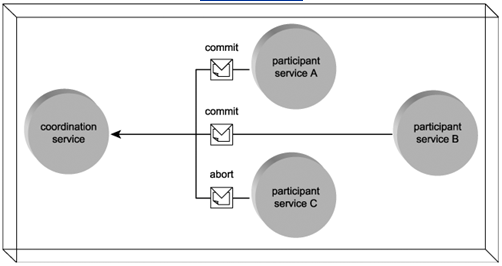 commit
participant
service A
commit
coordination
service
participant
service B
abort
participant
service C